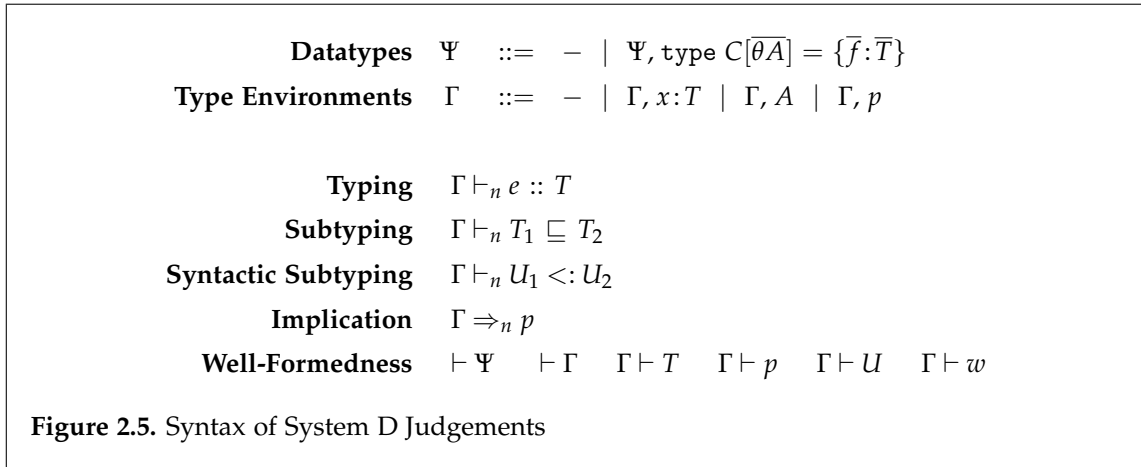 Datatypes Ψ ::= − | Ψ, type C[θA] = {f : T}
Type Environments Γ ::= − | Γ, x : T | Γ, A | Γ, p
Typing Γ ⊢ₙ e :: T
Subtyping Γ ⊢ₙ T₁ ⊑ T₂
Syntactic Subtyping Γ ⊢ₙ U₁ <: U₂
Implication Γ ⇒ₙ p
Well-Formedness ⊢ Ψ ⊢ Γ Γ ⊢ T Γ ⊢ p Γ ⊢ U Γ ⊢ w
Figure 2.5. Syntax of System D Judgements